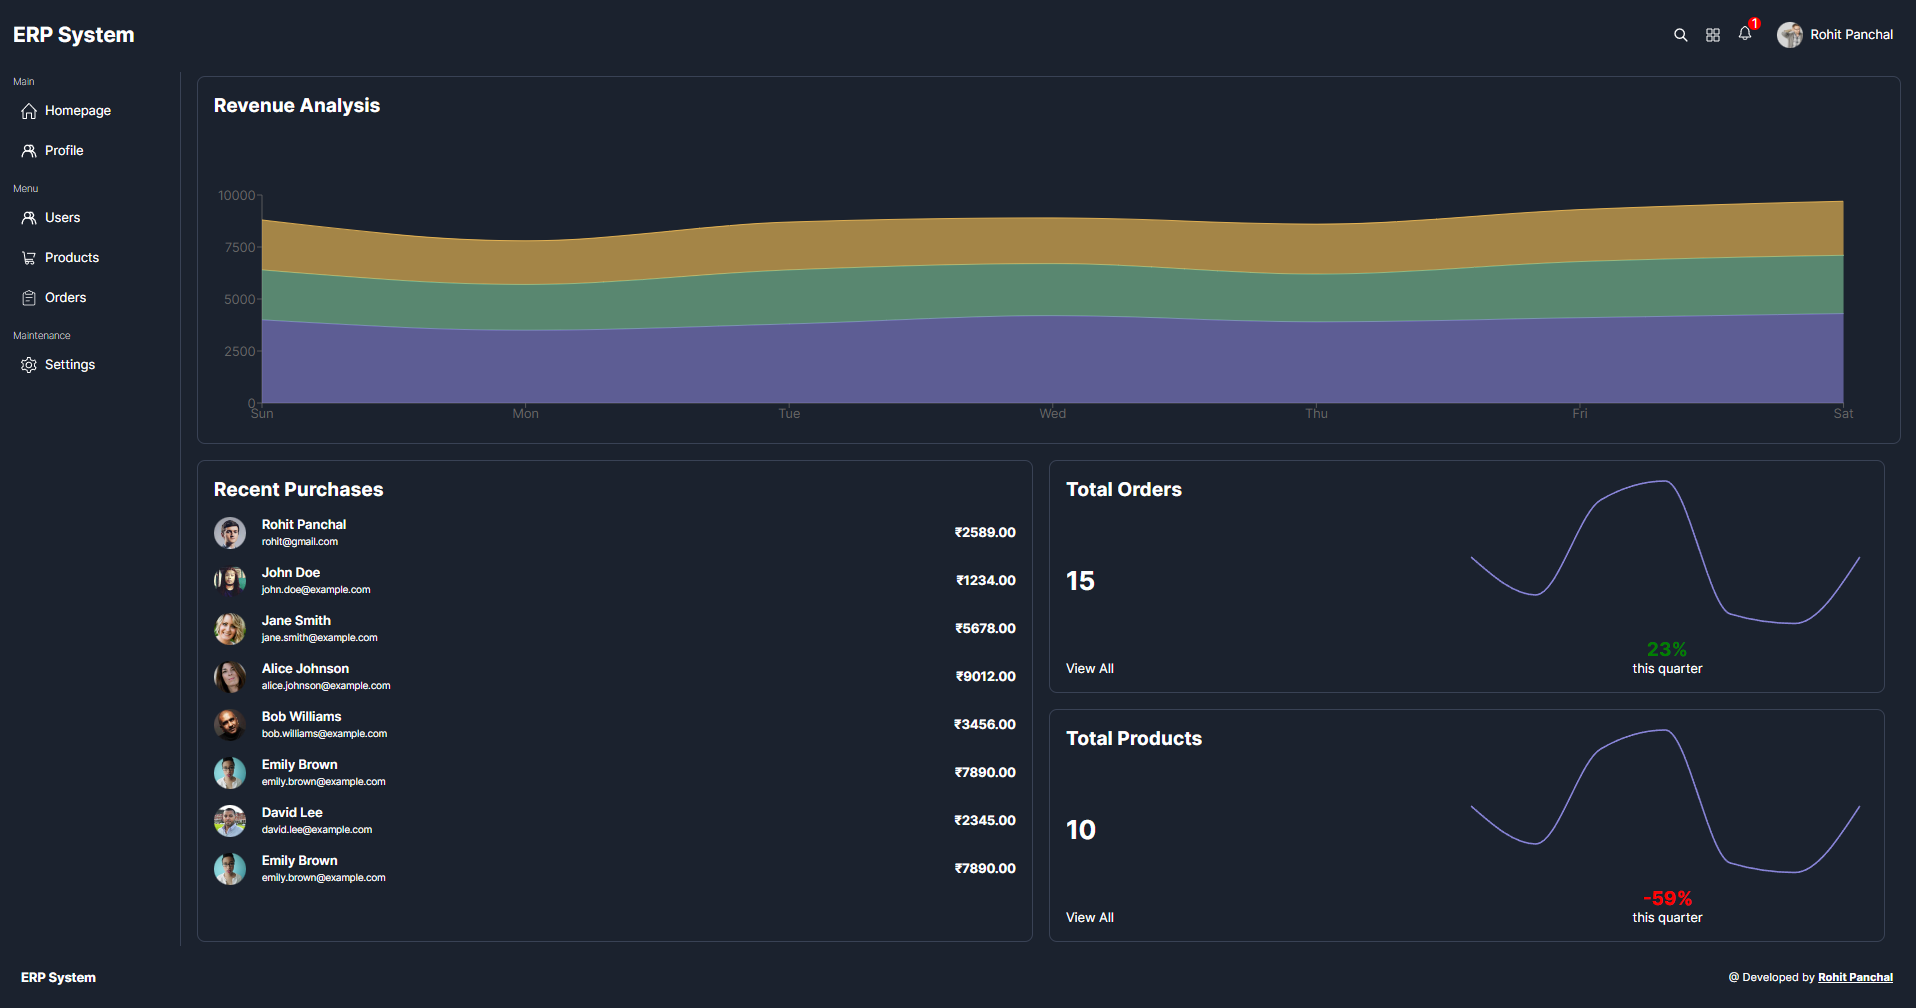 ERP System
1
Rohit Panchal
Main
Homepage
Profile
Menu
Users
Products
Orders
Maintenance
Settings
Revenue Analysis
10000
7500
5000
2500
0
Sun Mon Tue Wed Thu Fri Sat
Recent Purchases
Rohit Panchal
rohit@gmail.com
₹2589.00
John Doe
john.doe@example.com
₹1234.00
Jane Smith
jane.smith@example.com
₹5678.00
Alice Johnson
alice.johnson@example.com
₹9012.00
Bob Williams
bob.williams@example.com
₹3456.00
Emily Brown
emily.brown@example.com
₹7890.00
David Lee
david.lee@example.com
₹2345.00
Emily Brown
emily.brown@example.com
₹7890.00
Total Orders
15
View All
23%
this quarter
Total Products
10
View All
-59%
this quarter
ERP System
@ Developed by Rohit Panchal